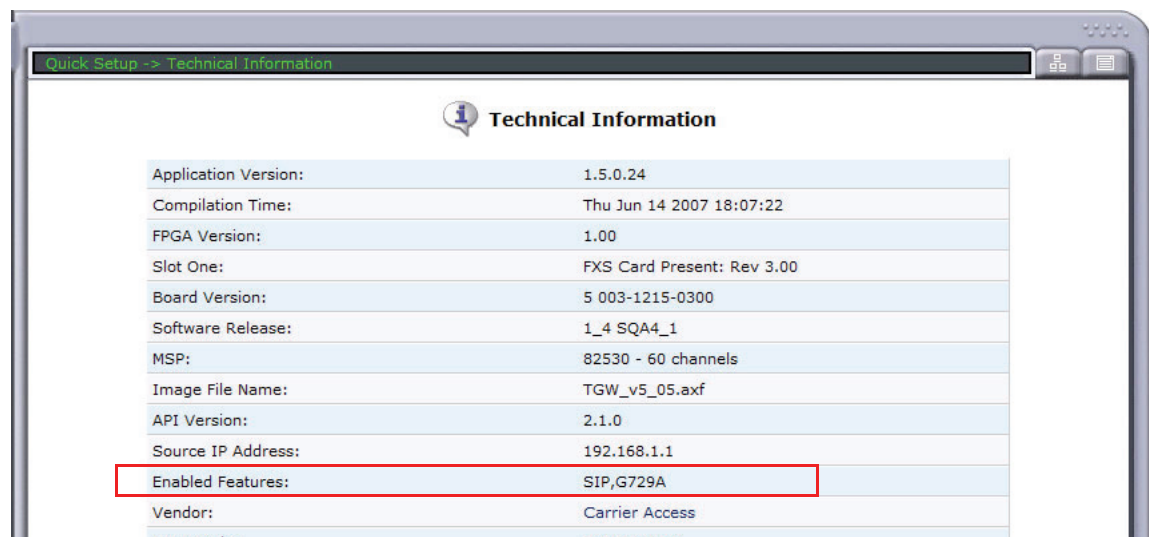 Quick Setup -> Technical Information
Technical Information
Application Version: 1.5.0.24
Compilation Time: Thu Jun 14 2007 18:07:22
FPGA Version: 1.00
Slot One: FXS Card Present: Rev 3.00
Board Version: 5 003-1215-0300
Software Release: 1_4 SQA4_1
MSP: 82530 - 60 channels
Image File Name: TGW_v5_05.axf
API Version: 2.1.0
Source IP Address: 192.168.1.1
Enabled Features: SIP,G729A
Vendor: Carrier Access